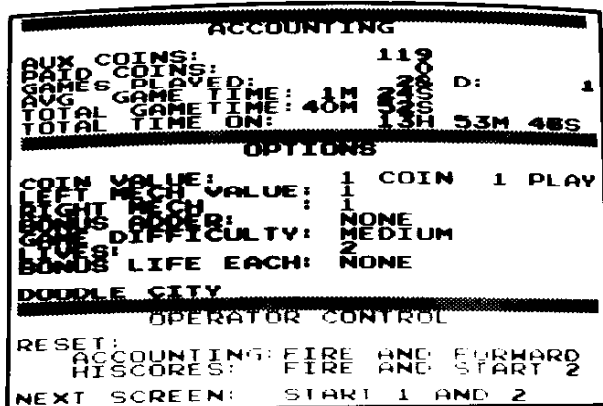 ACCOUNTING
AUX COINS: 119
PAID COINS: 0
GAMES PLAYED: 28 D: 1
AVG GAME TIME: 1M 24S
TOTAL GAMETIME: 40M S
TOTAL TIME ON: 13H 53M 48S
OPTIONS
COIN VALUE: 1 COIN 1 PLAY
LEFT MECH VALUE: 1
RIGHT MECH : 1
BONUS ADDER: NONE
GAME DIFFICULTY: MEDIUM
LIVES: 2
BONUS LIFE EACH: NONE
DOODLE CITY
OPERATOR CONTROL
RESET:
ACCOUNTING: FIRE AND FORWARD
HISCORES: FIRE AND START 2
NEXT SCREEN: START 1 AND 2